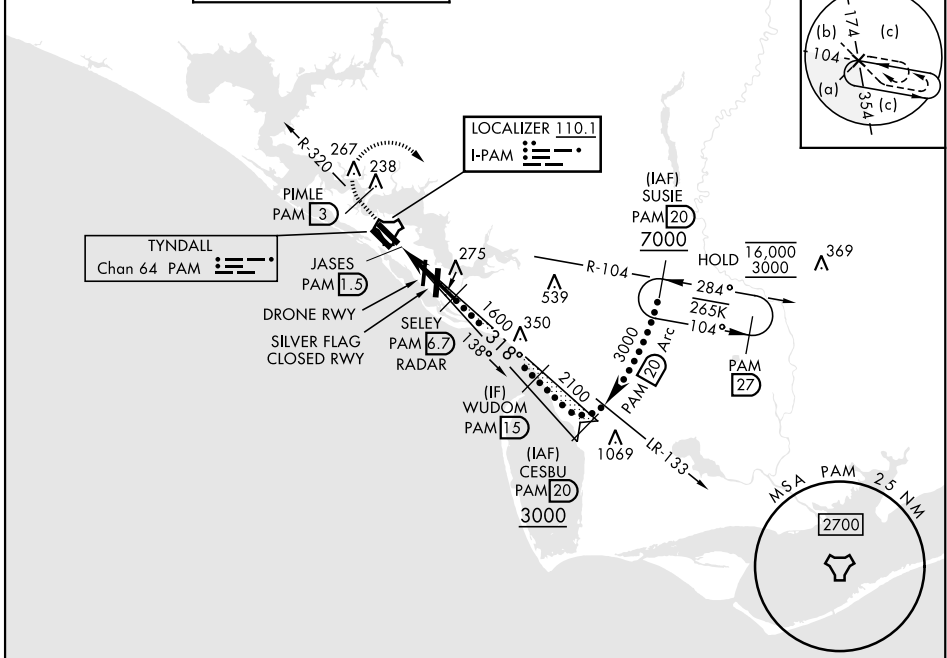 174
(b)
(c)
104
(a)
354
(c)
LOCALIZER 110.1
I-PAM
R-320
267
238
PIMLE
PAM 3
(IAF)
SUSIE
PAM 20
7000
HOLD
16,000
3000
369
TYNDALL
Chan 64 PAM
JASES
PAM 1.5
275
R-104
284°
265K
104°
539
DRONE RWY
SILVER FLAG
CLOSED RWY
SELEY
PAM 6.7
RADAR
1600
350
318°
138°
3000
PAM 20 Arc
PAM
27
2100
(IF)
WUDOM
PAM 15
1069
LR-133
(IAF)
CESBU
PAM 20
3000
MSA PAM 25 NM
2700